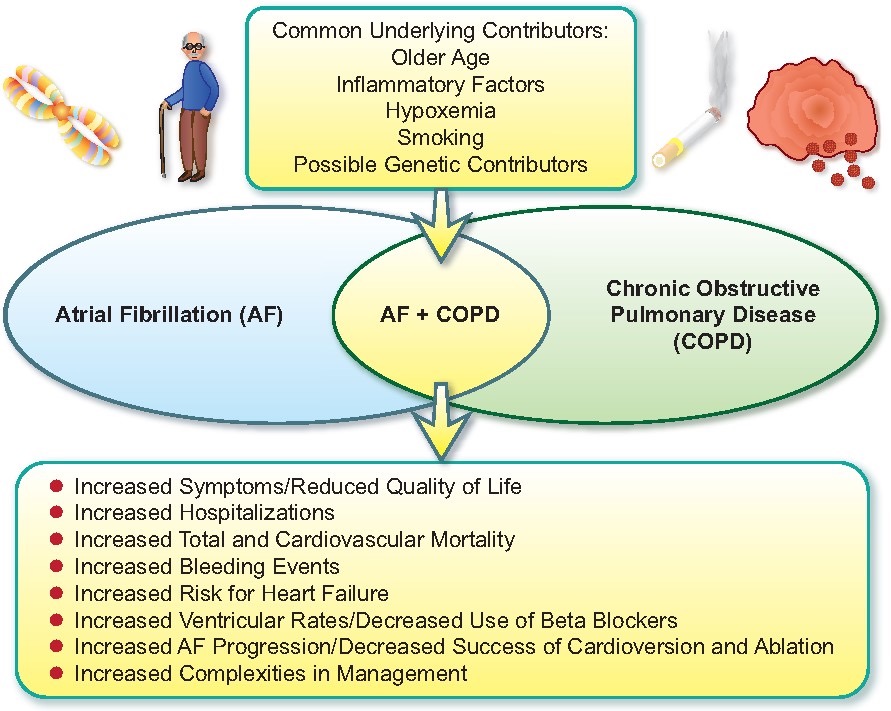 Common Underlying Contributors:
Older Age
Inflammatory Factors
Hypoxemia
Smoking
Possible Genetic Contributors
Atrial Fibrillation (AF)
AF + COPD
Chronic Obstructive
Pulmonary Disease
(COPD)
● Increased Symptoms/Reduced Quality of Life
● Increased Hospitalizations
● Increased Total and Cardiovascular Mortality
● Increased Bleeding Events
● Increased Risk for Heart Failure
● Increased Ventricular Rates/Decreased Use of Beta Blockers
● Increased AF Progression/Decreased Success of Cardioversion and Ablation
● Increased Complexities in Management